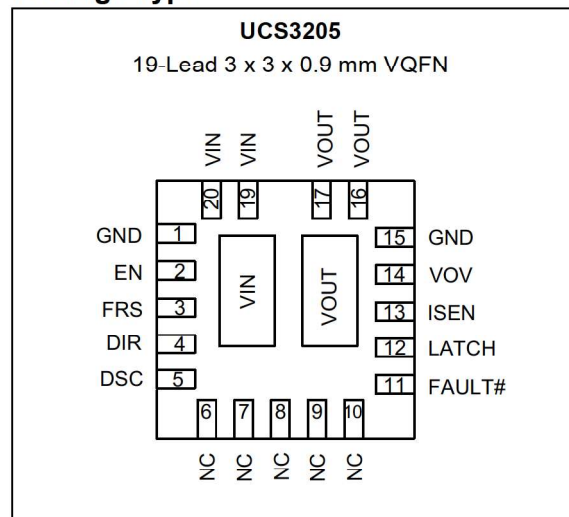 UCS3205
19-Lead 3 x 3 x 0.9 mm VQFN
VIN VIN VOUT VOUT
20 19 17 16
GND 1 15 GND
EN 2 14 VOV
FRS 3 13 ISEN
DIR 4 12 LATCH
DSC 5 11 FAULT#
VIN VOUT
6 7 8 9 10
NC NC NC NC NC